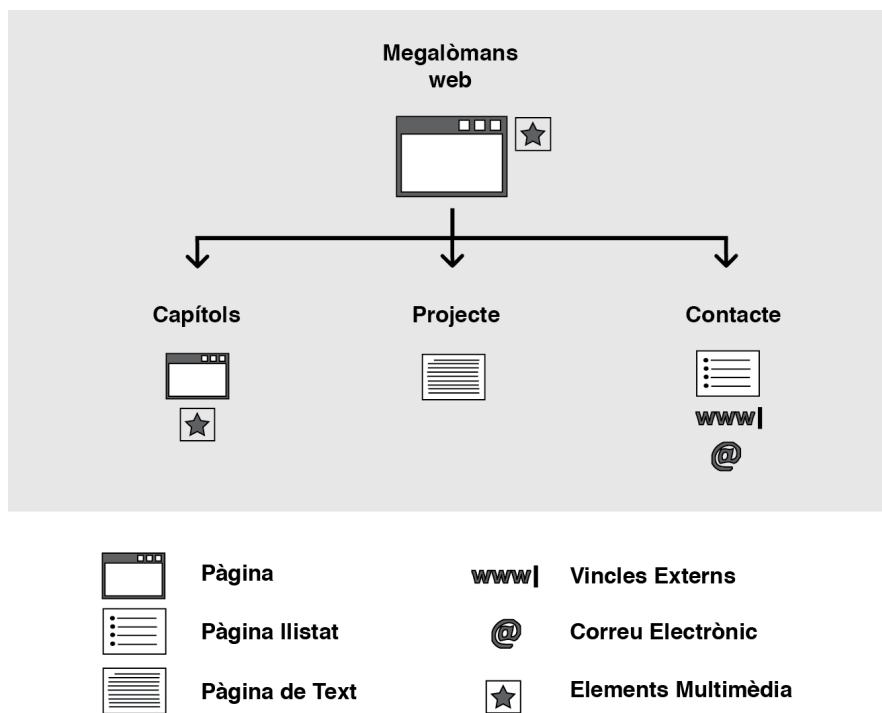 Megalòmans
web
Capítols
Projecte
Contacte
www
@
Pàgina
www
Vincles Externs
Pàgina llistat
@
Correu Electrònic
Pàgina de Text
Elements Multimèdia